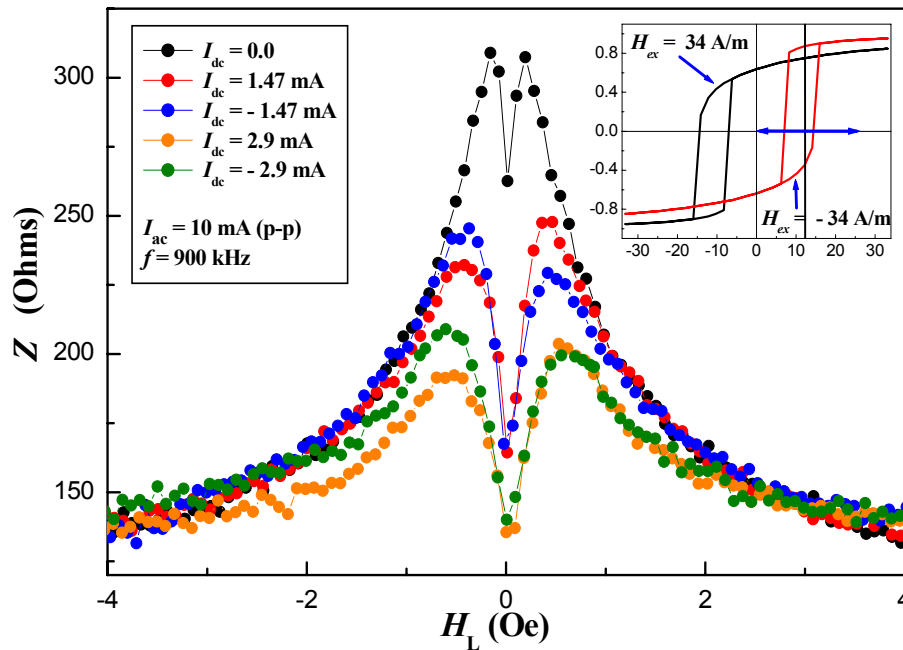 I_dc = 0.0
I_dc = 1.47 mA
I_dc = - 1.47 mA
I_dc = 2.9 mA
I_dc = - 2.9 mA
I_ac = 10 mA (p-p)
f = 900 kHz
H_ex = 34 A/m
H_ex = - 34 A/m
0.8
0.4
0.0
-0.4
-0.8
-30 -20 -10 0 10 20 30
300
250
200
150
Z (Ohms)
-4 -2 0 2 4
H_L (Oe)